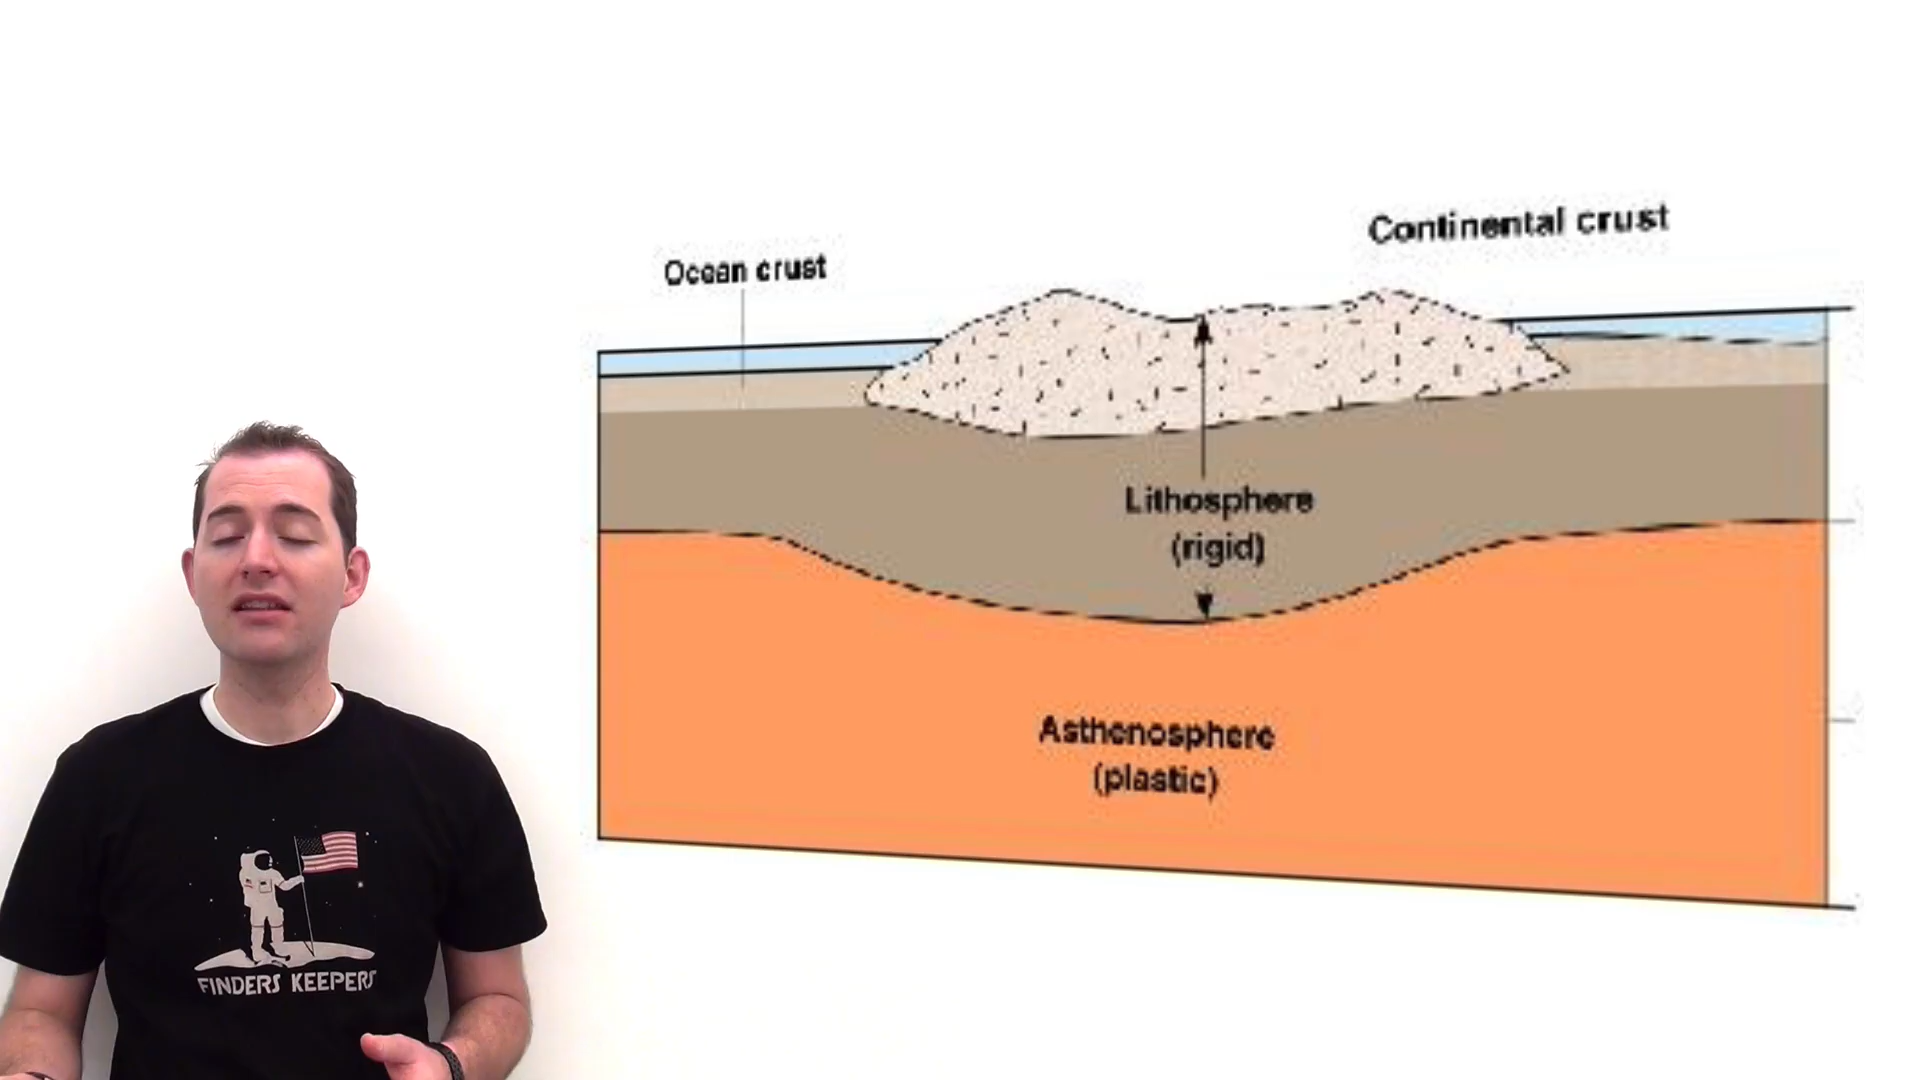 Continental crust
Ocean crust
Lithosphere
(rigid)
Asthenosphere
(plastic)
FINDERS KEEPERS